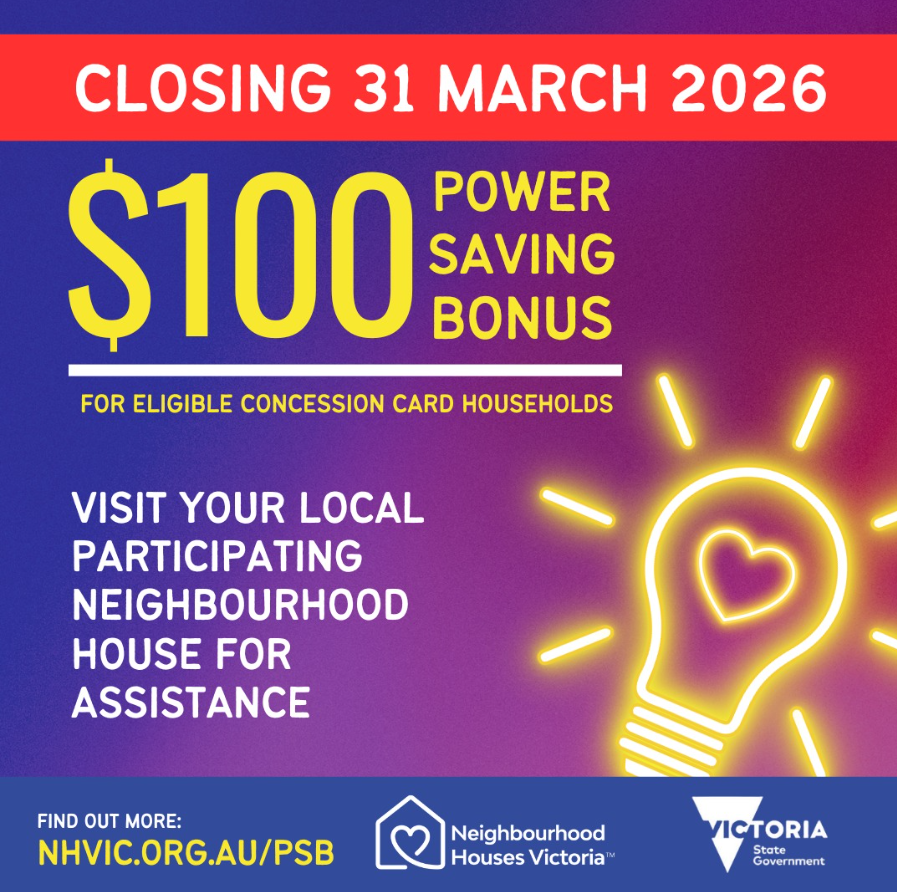 CLOSING 31 MARCH 2026
$100
POWER
SAVING
BONUS
FOR ELIGIBLE CONCESSION CARD HOUSEHOLDS
VISIT YOUR LOCAL
PARTICIPATING
NEIGHBOURHOOD
HOUSE FOR
ASSISTANCE
FIND OUT MORE:
NHVIC.ORG.AU/PSB
Neighbourhood
Houses Victoria™
VICTORIA
State
Government